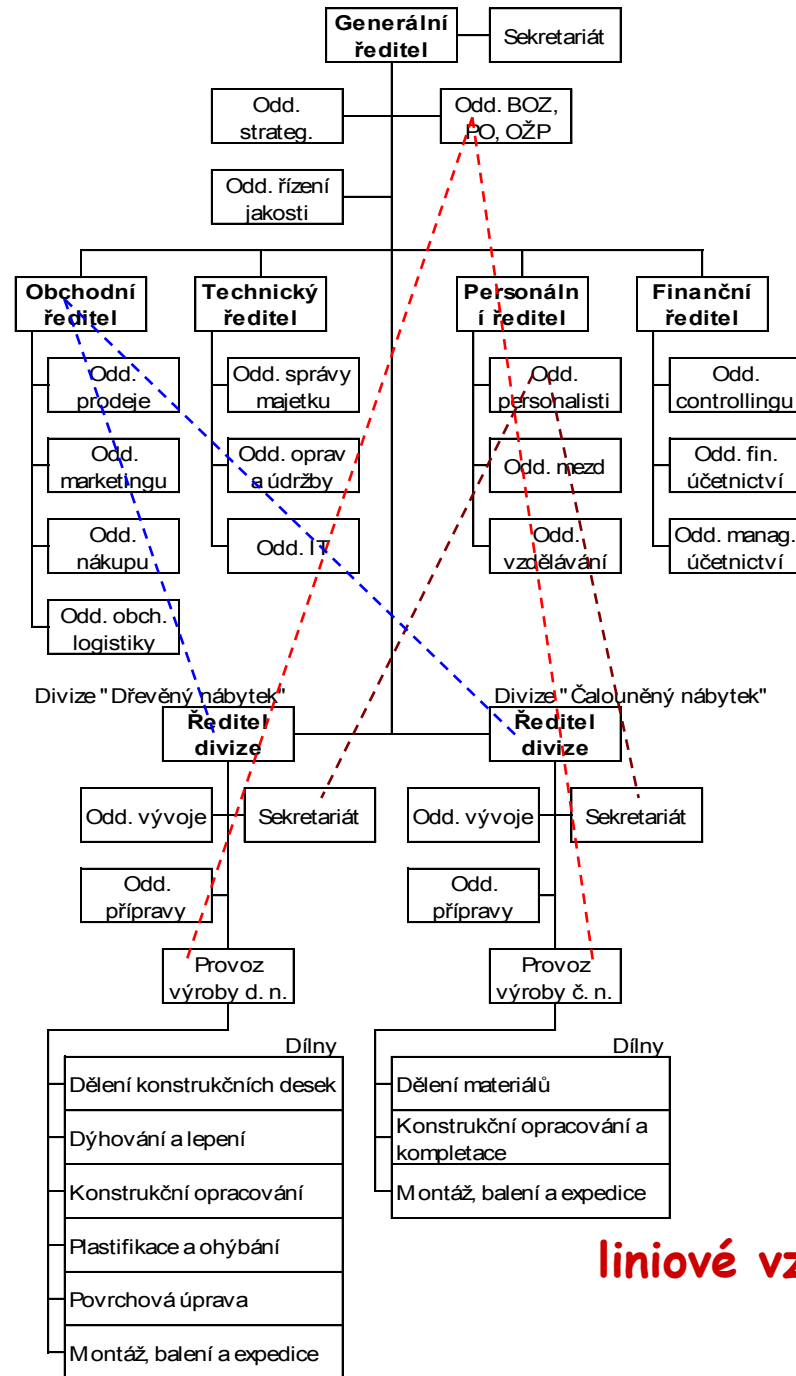 Generální
ředitel
Sekretariát
Odd.
strateg.
Odd. BOZ,
PO, OŽP
Odd. řízení
jakosti
Obchodní
ředitel
Technický
ředitel
Personáln
í ředitel
Finanční
ředitel
Odd.
prodeje
Odd. správy
majetku
Odd.
personalisti
Odd.
controllingu
Odd.
marketingu
Odd. oprav
a údržby
Odd. mezd
Odd. fin.
účetnictví
Odd.
nákupu
Odd. IT
Odd.
vzdělávání
Odd. manag.
účetnictví
Odd. obch.
logistiky
Divize "Dřevěný nábytek"
Divize "Čalouněný nábytek"
Ředitel
divize
Ředitel
divize
Odd. vývoje
Sekretariát
Odd. vývoje
Sekretariát
Odd.
přípravy
Odd.
přípravy
Provoz
výroby d. n.
Provoz
výroby č. n.
Dílny
Dělení konstrukčních desek
Dýhování a lepení
Konstrukční opracování
Plastifikace a ohýbání
Povrchová úprava
Montáž, balení a expedice
Dílny
Dělení materiálů
Konstrukční opracování a
kompletace
Montáž, balení a expedice
liniové vz